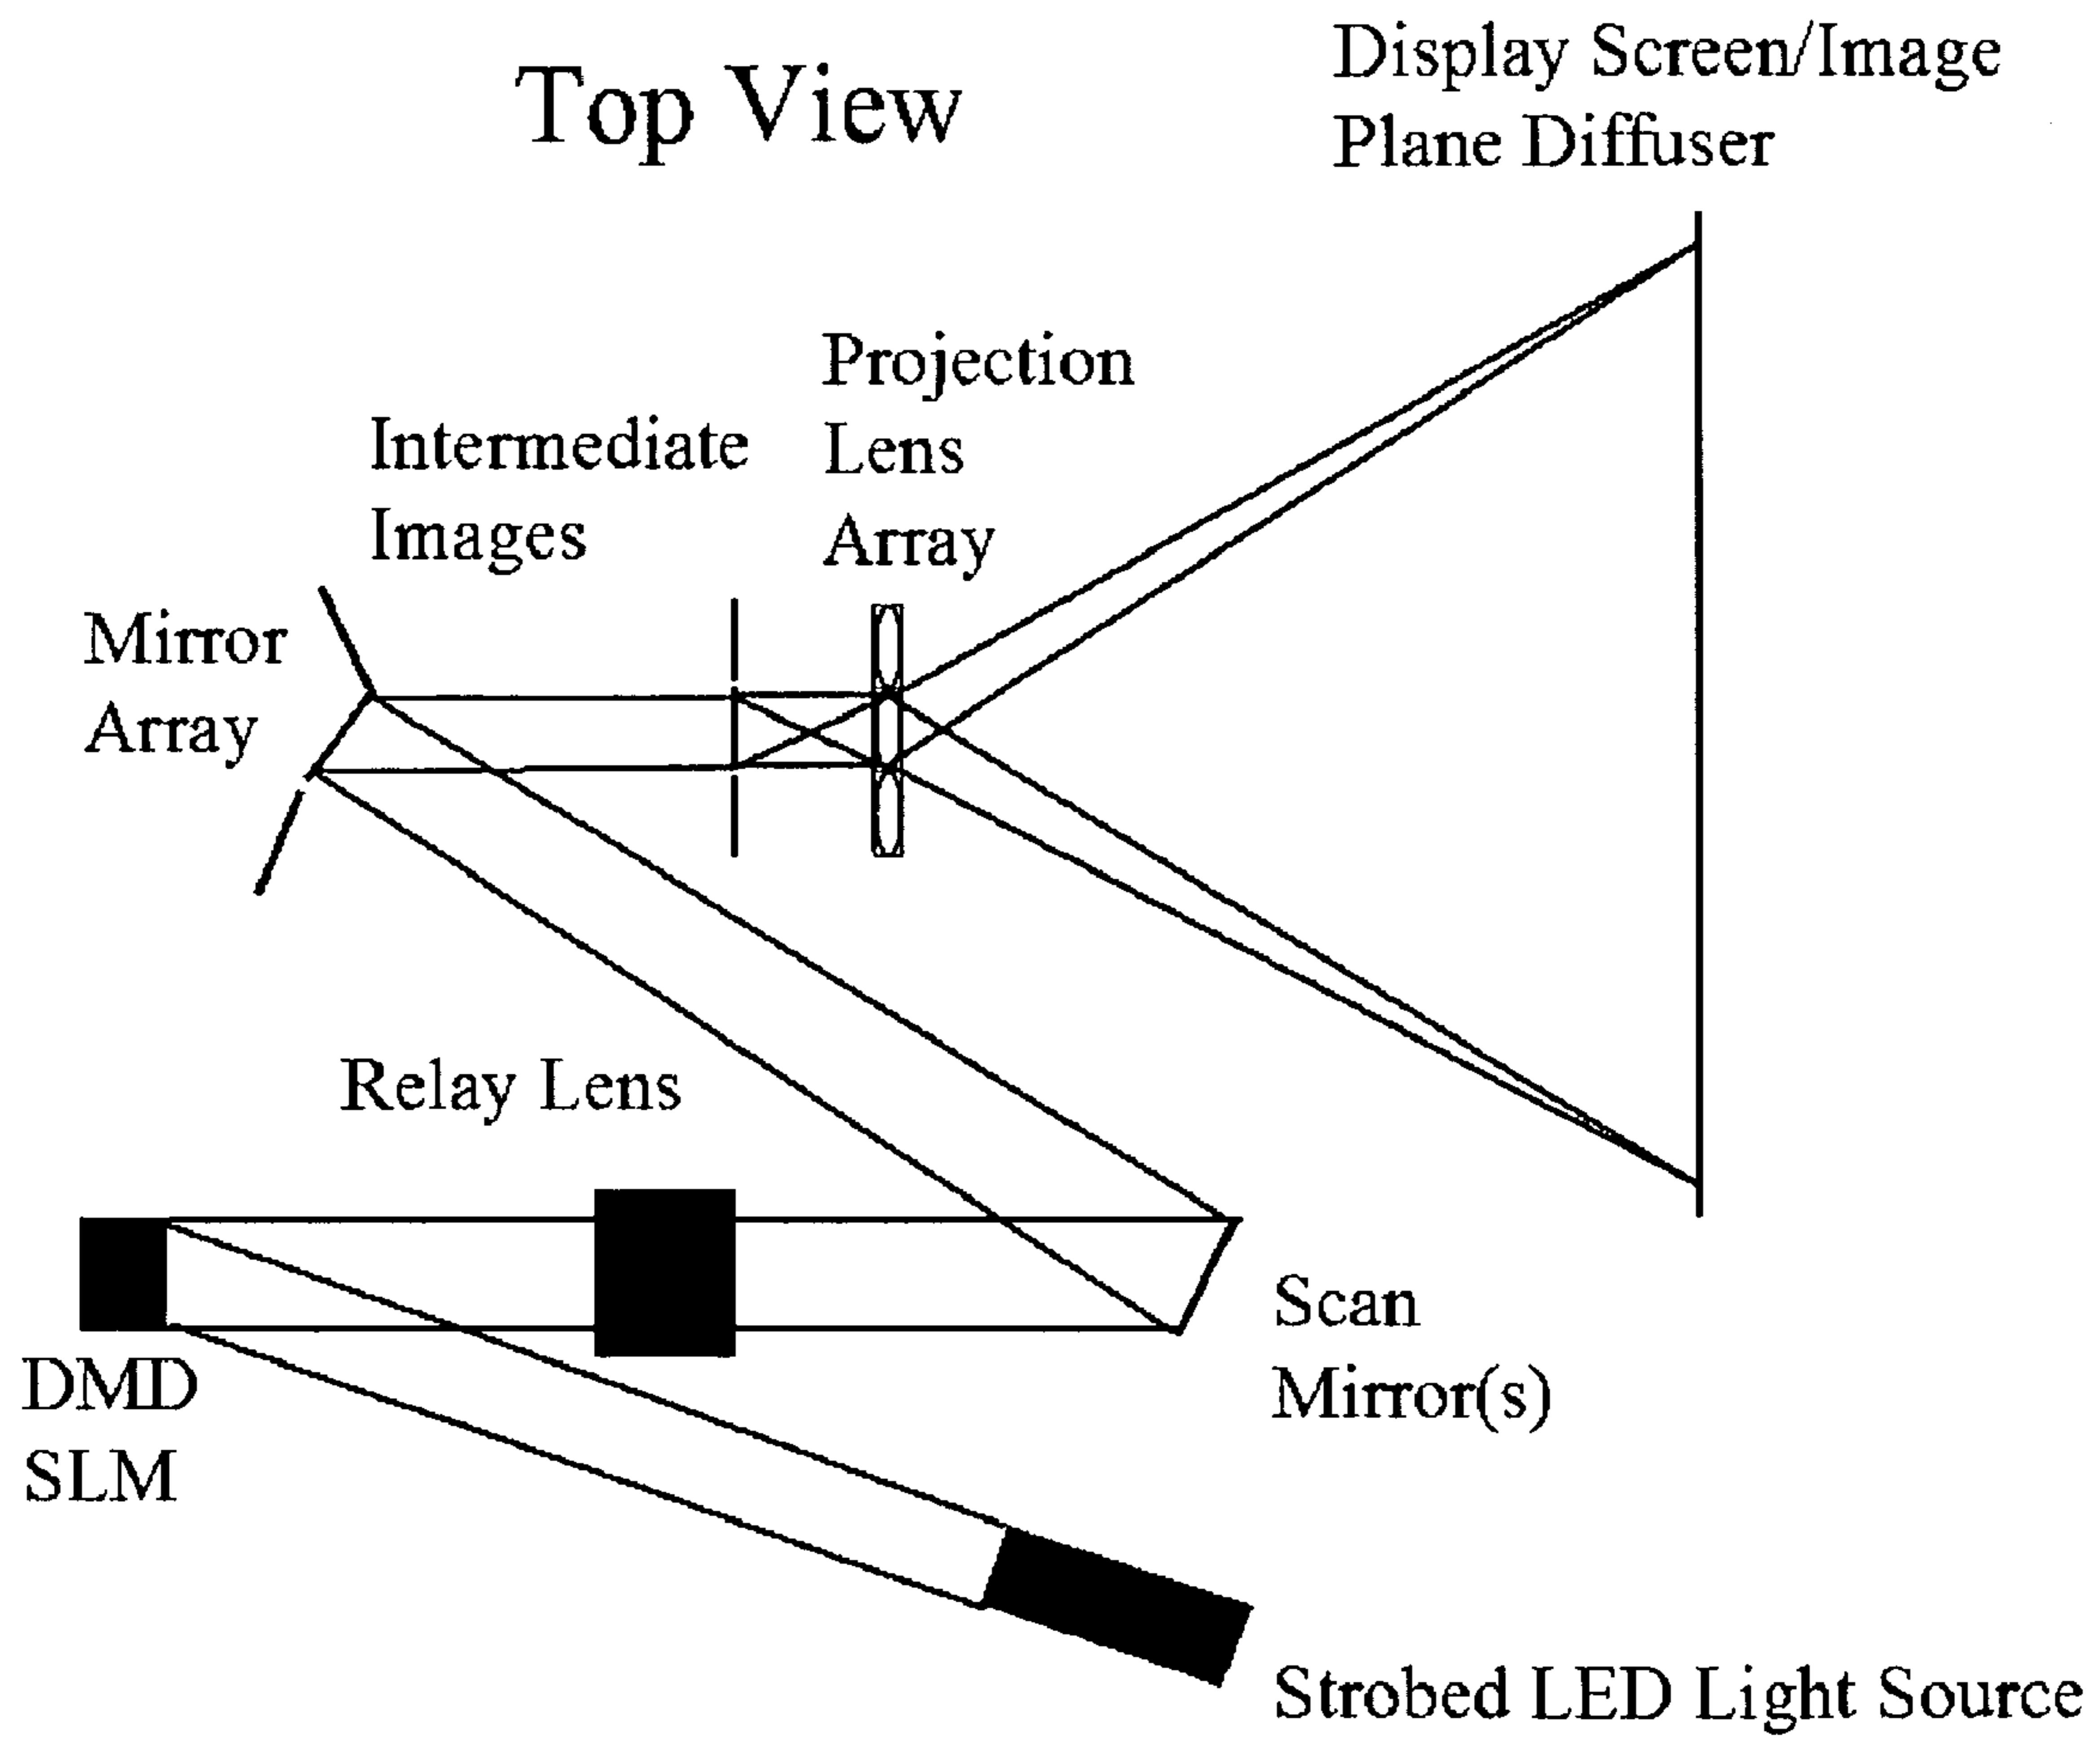 Top View
Display Screen/Image
Plane Diffuser
Projection
Lens
Array
Intermediate
Images
Mirror
Array
Relay Lens
Scan
Mirror(s)
DMD
SLM
Strobed LED Light Source